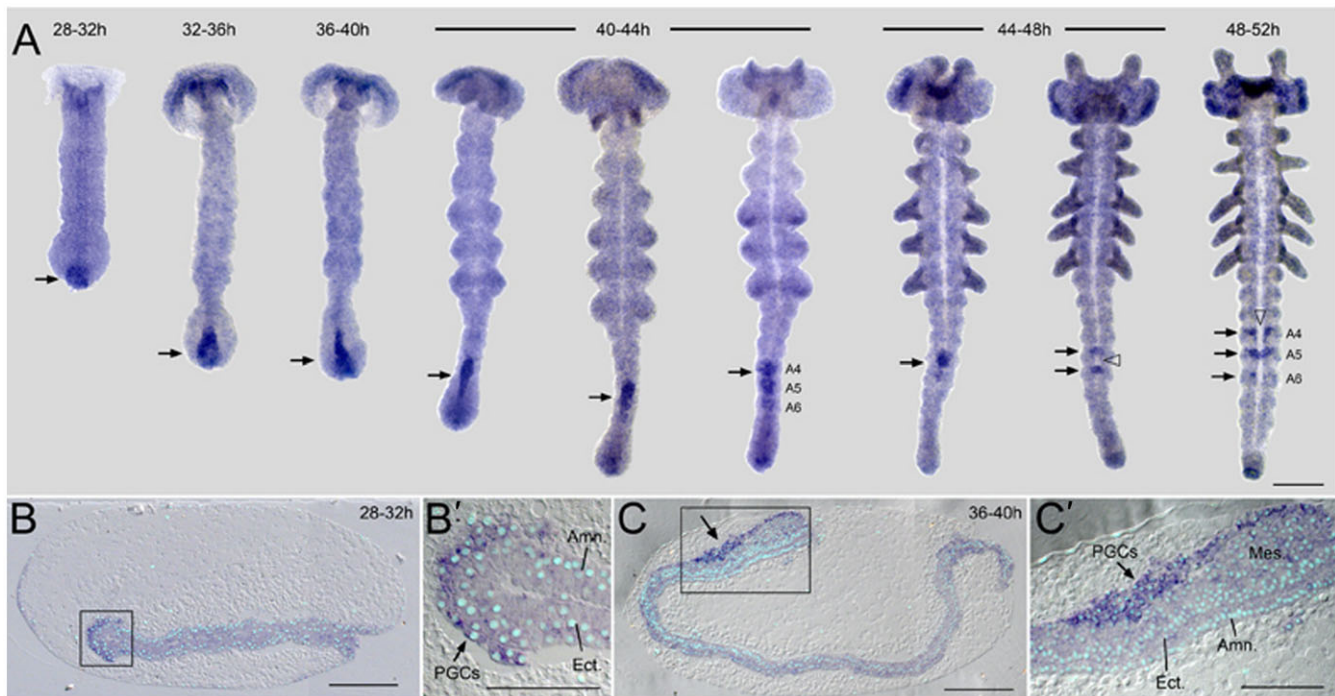 A
28-32h
32-36h
36-40h
40-44h
44-48h
48-52h
A4
A5
A6
A4
A5
A6
B
28-32h
B'
Amn.
PGCs
Ect.
C
36-40h
C'
PGCs
Mes.
Amn.
Ect.